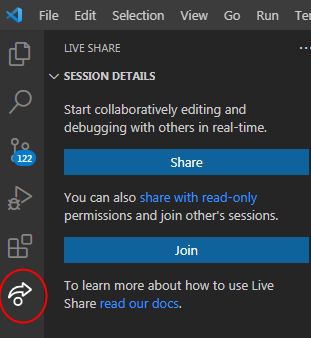 File Edit Selection View Go Run Term
LIVE SHARE
SESSION DETAILS
Start collaboratively editing and
debugging with others in real-time.
Share
122
You can also share with read-only
permissions and join other's sessions.
Join
To learn more about how to use Live
Share read our docs.